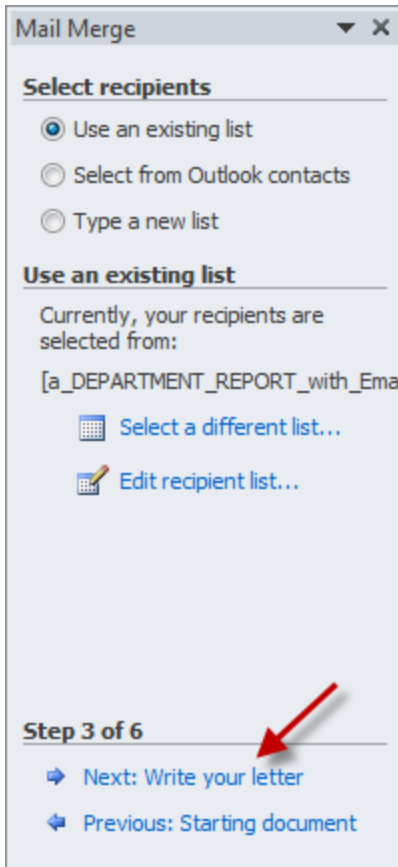 Mail Merge
Select recipients
Use an existing list
Select from Outlook contacts
Type a new list
Use an existing list
Currently, your recipients are
selected from:
[a_DEPARTMENT_REPORT_with_Ema
Select a different list...
Edit recipient list...
Step 3 of 6
Next: Write your letter
Previous: Starting document